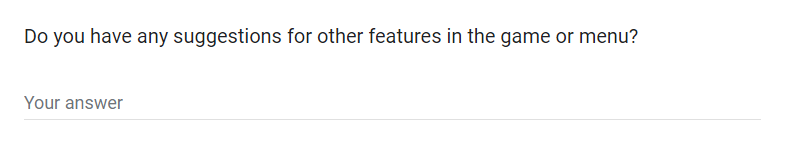 Do you have any suggestions for other features in the game or menu?
Your answer